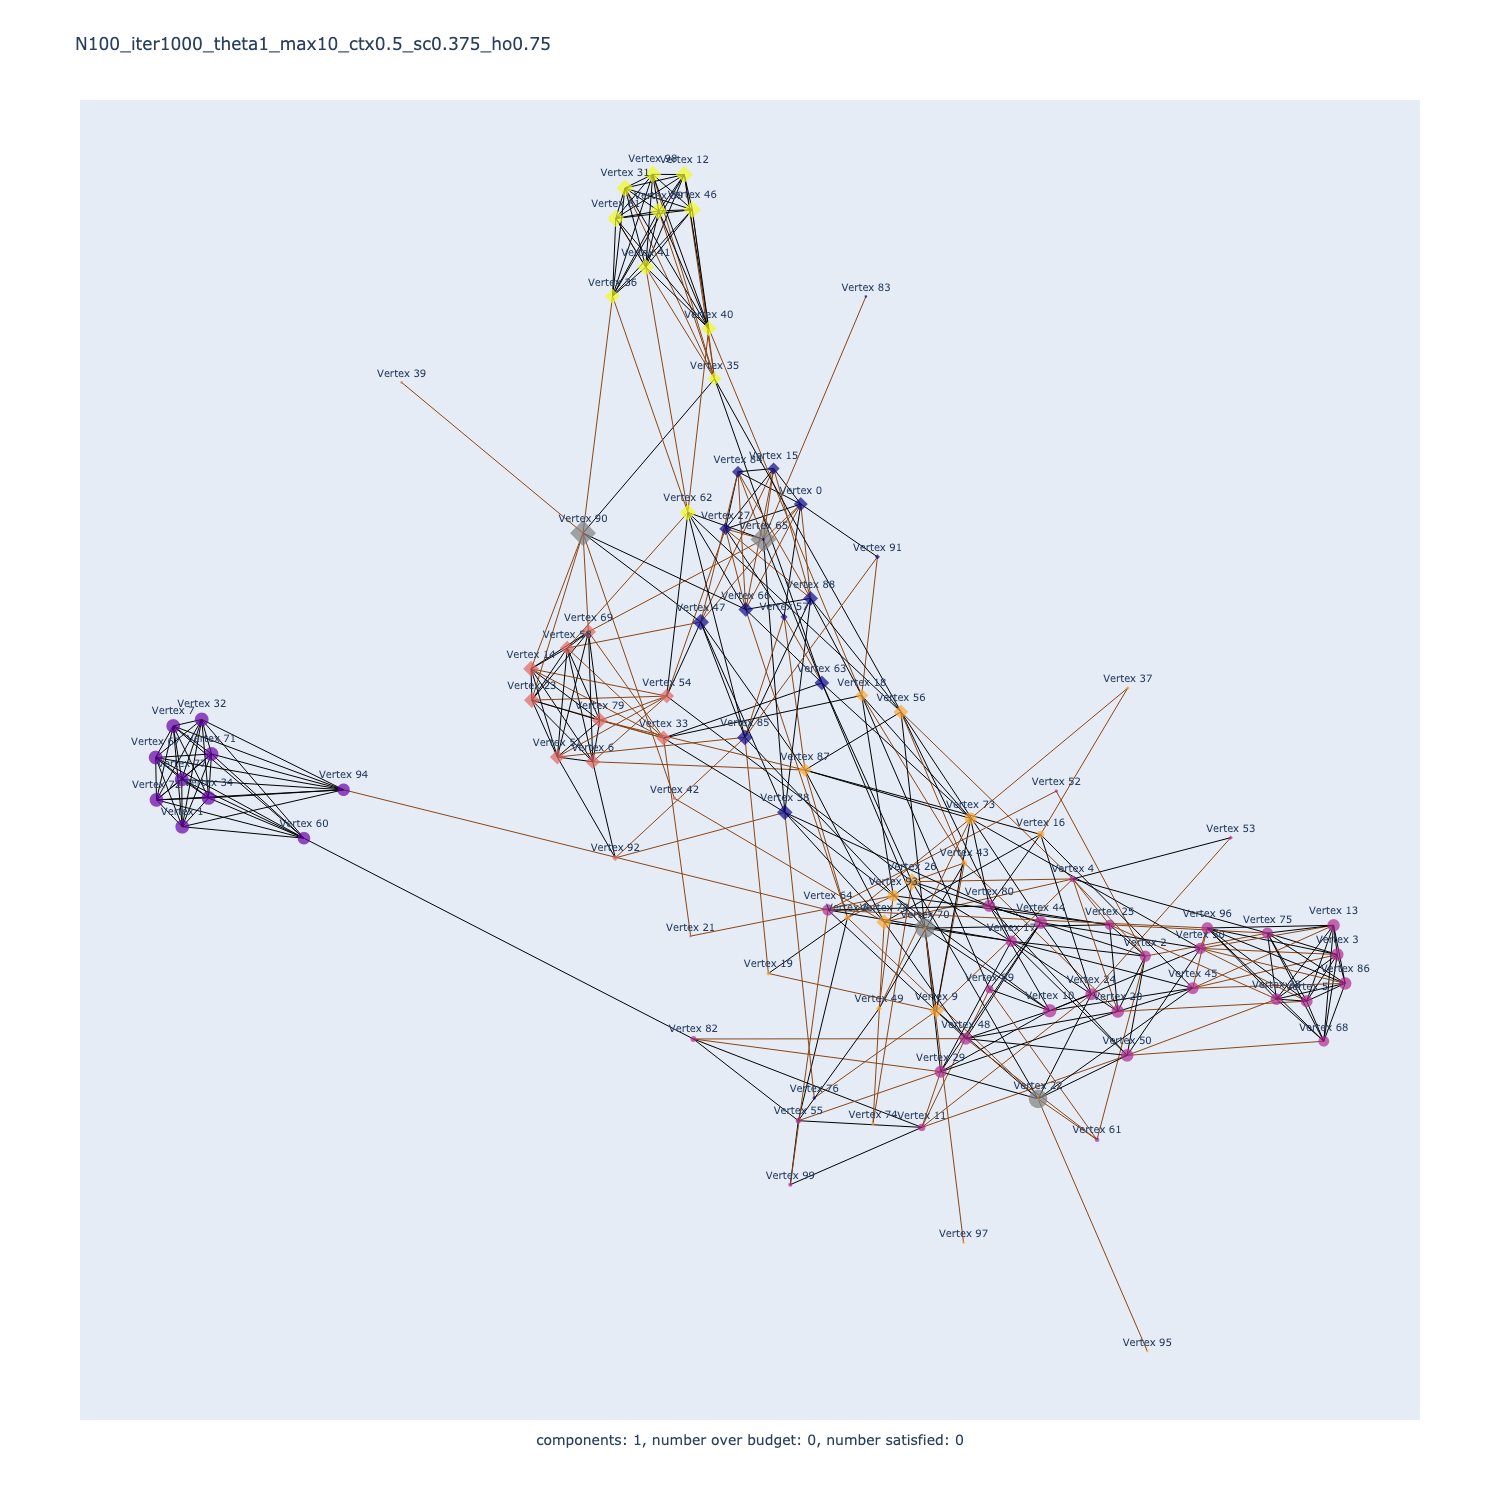 N100_iter1000_theta1_max10_ctx0.5_sc0.375_ho0.75
Vertex 98
Vertex 12
Vertex 31
Vertex 46
Vertex 41
Vertex 36
Vertex 83
Vertex 40
Vertex 35
Vertex 39
Vertex 15
Vertex 84
Vertex 0
Vertex 62
Vertex 27
Vertex 90
Vertex 65
Vertex 91
Vertex 88
Vertex 66
Vertex 57
Vertex 47
Vertex 69
Vertex 14
Vertex 63
Vertex 54
Vertex 18
Vertex 37
Vertex 23
Vertex 56
Vertex 32
Vertex 7
Vertex 79
Vertex 33
Vertex 85
Vertex 71
Vertex 6
Vertex 87
Vertex 94
Vertex 42
Vertex 52
Vertex 34
Vertex 38
Vertex 1
Vertex 73
Vertex 60
Vertex 16
Vertex 53
Vertex 92
Vertex 43
Vertex 26
Vertex 4
Vertex 93
Vertex 64
Vertex 80
Vertex 44
Vertex 70
Vertex 25
Vertex 96
Vertex 75
Vertex 13
Vertex 21
Vertex 17
Vertex 2
Vertex 3
Vertex 19
Vertex 45
Vertex 86
Vertex 24
Vertex 49
Vertex 9
Vertex 10
Vertex 48
Vertex 82
Vertex 68
Vertex 50
Vertex 29
Vertex 22
Vertex 76
Vertex 55
Vertex 74
Vertex 11
Vertex 61
Vertex 99
Vertex 97
Vertex 95
components: 1, number over budget: 0, number satisfied: 0